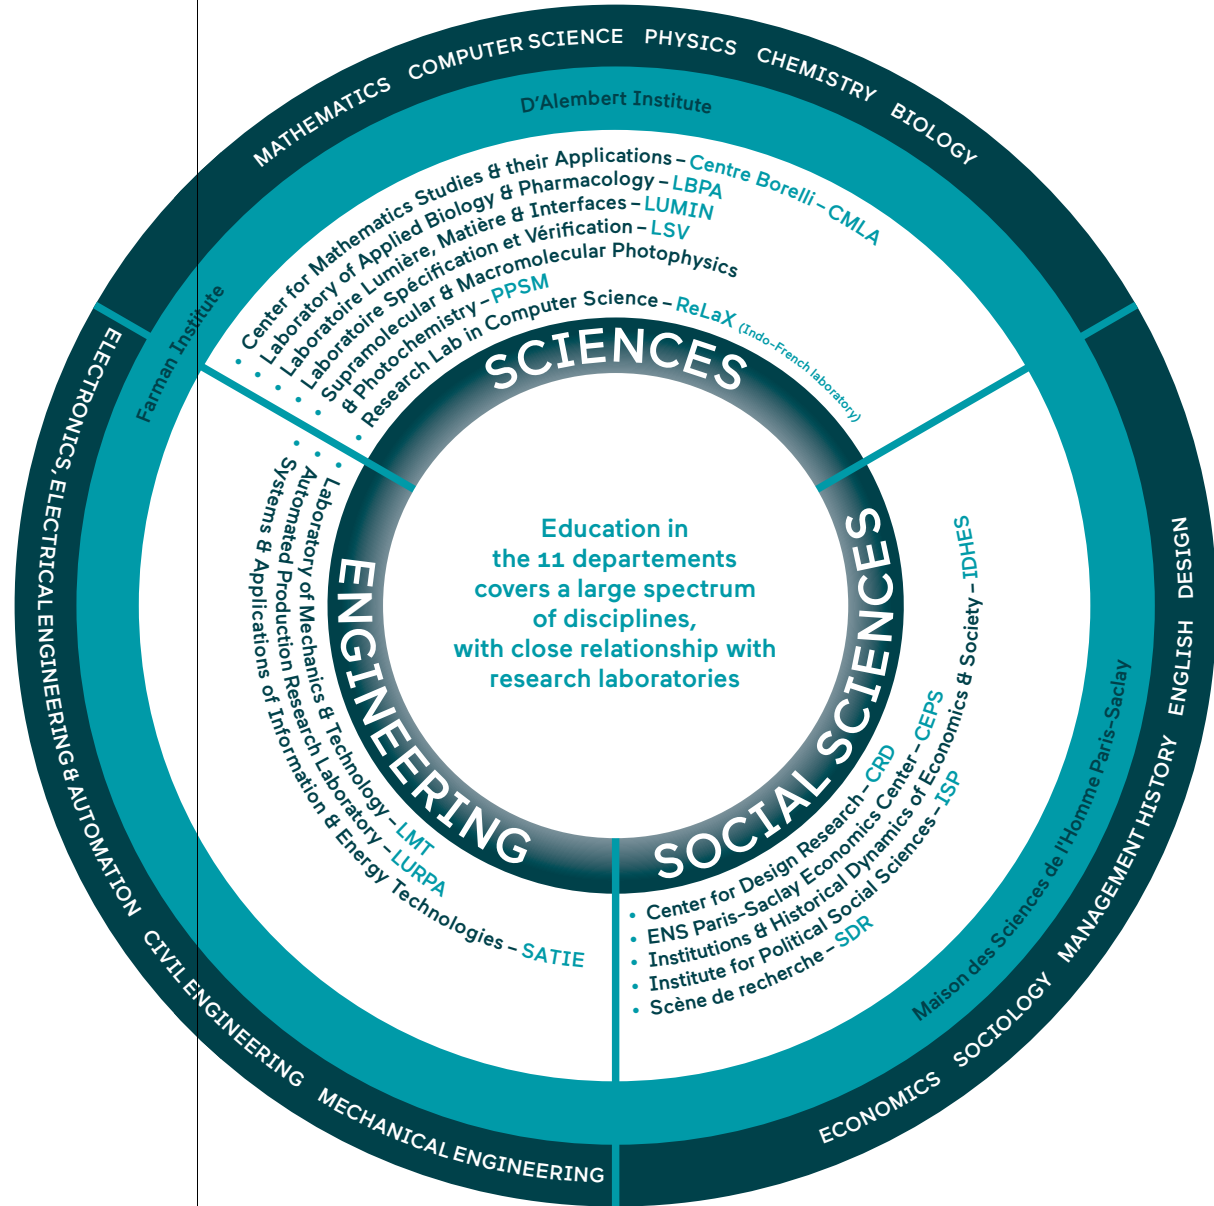 MATHEMATICS COMPUTER SCIENCE PHYSICS CHEMISTRY BIOLOGY
D'Alembert Institute
Farman Institute
• Center for Mathematics Studies & their Applications – Centre Borelli – CMLA
• Laboratory of Applied Biology & Pharmacology – LBPA
• Laboratoire Lumière, Matière & Interfaces – LUMIN
• Laboratoire Spécification et Vérification – LSV
• Supramolecular & Macromolecular Photophysics
& Photochemistry – PPSM
• Research Lab in Computer Science – ReLaX (Indo-French laboratory)
SCIENCES
ELECTRONICS, ELECTRICAL ENGINEERING & AUTOMATION CIVIL ENGINEERING MECHANICAL ENGINEERING
• Laboratory of Mechanics & Technology – LMT
• Automated Production Research Laboratory – LURPA
• Systems & Applications of Information & Energy Technologies – SATIE
ENGINEERING
Education in
the 11 departements
covers a large spectrum
of disciplines,
with close relationship with
research laboratories
SOCIAL SCIENCES
• Center for Design Research – CRD
• ENS Paris-Saclay Economics Center – CEPS
• Institutions & Historical Dynamics of Economics & Society – IDHES
• Institute for Political Social Sciences – ISP
• Scène de recherche – SDR
Maison des Sciences de l'Homme Paris-Saclay
ECONOMICS SOCIOLOGY MANAGEMENT HISTORY ENGLISH DESIGN